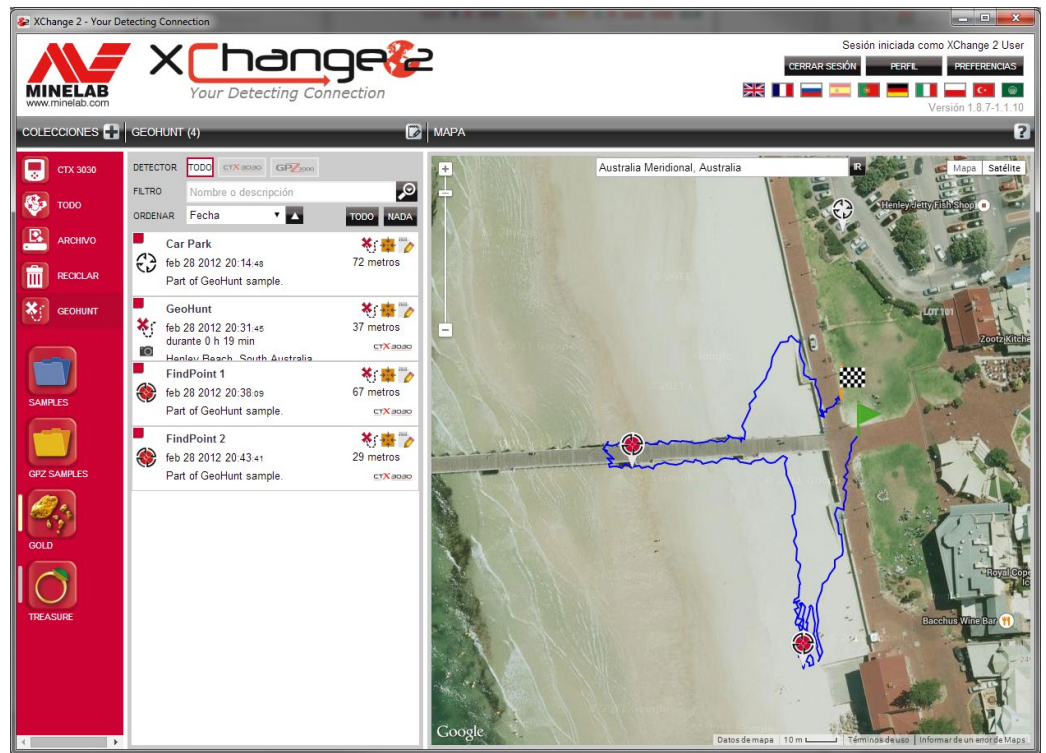 XChange 2 - Your Detecting Connection
MINELAB
www.minelab.com
XChange2
Your Detecting Connection
Sesión iniciada como XChange 2 User
CERRAR SESIÓN PERFIL PREFERENCIAS
Versión 1.8.7-1.1.10
COLECCIONES
GEOHUNT (4)
MAPA
?
CTX 3030
TODO
ARCHIVO
RECICLAR
GEOHUNT
SAMPLES
GPZ SAMPLES
GOLD
TREASURE
DETECTOR TODO CTX 3030 GPZ
FILTRO Nombre o descripción
ORDENAR Fecha TODO NADA
Car Park
feb 28 2012 20:14:48 72 metros
Part of GeoHunt sample.
GeoHunt
feb 28 2012 20:31:45 37 metros
durante 0 h 19 min CTX 3030
Henley Beach, South Australia
FindPoint 1
feb 28 2012 20:38:09 67 metros
Part of GeoHunt sample. CTX 3030
FindPoint 2
feb 28 2012 20:43:41 29 metros
Part of GeoHunt sample. CTX 3030
Australia Meridional, Australia IR
Mapa Satélite
Henley Jetty Fish Shop
LOT 101
Zootz Kitche
Royal Cope
Ic
Bacchus Wine Bar
Google
Datos de mapa 10 m Términos de uso Informar de un error de Maps